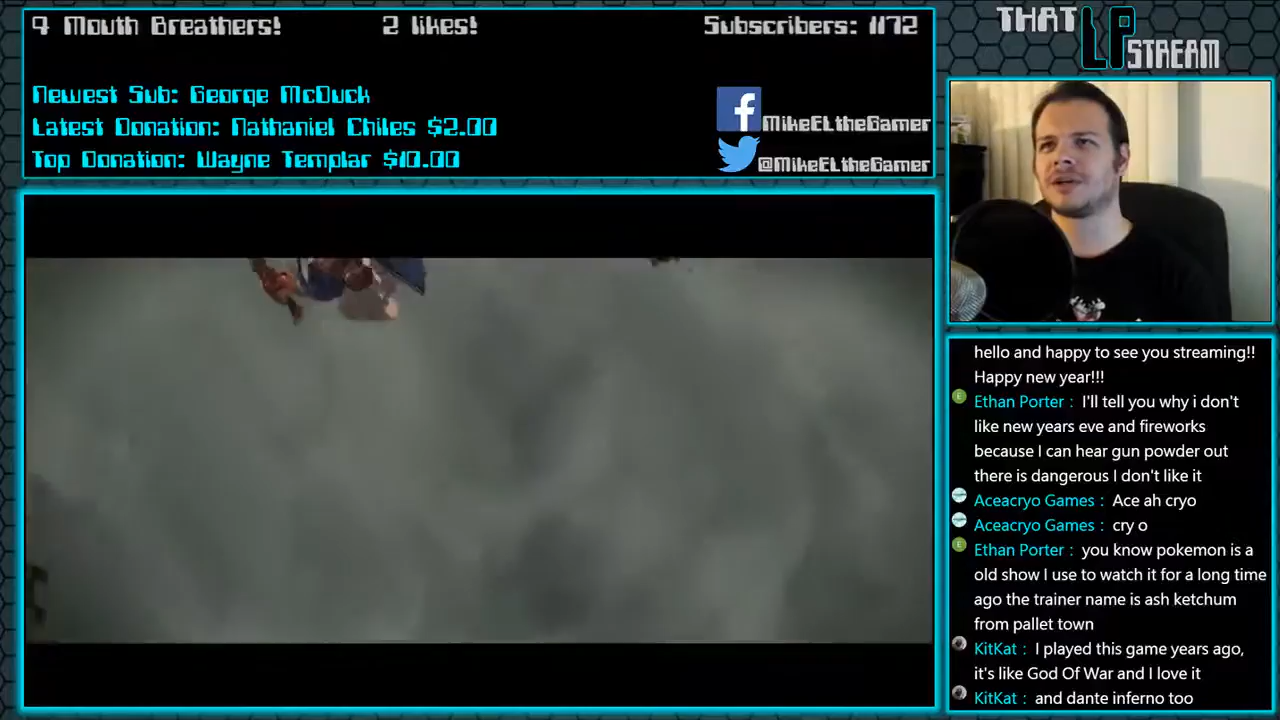 9 Mouth Breathers!
2 likes!
Subscribers: 1172
Newest Sub: George McDuck
Latest Donation: Nathaniel Chiles $2.00
Top Donation: Wayne Templar $10.00
MikeELtheGamer
@MikeELtheGamer
THAT
LP
STREAM
hello and happy to see you streaming!!
Happy new year!!!
Ethan Porter : I'll tell you why i don't
like new years eve and fireworks
because I can hear gun powder out
there is dangerous I don't like it
Aceacryo Games : Ace ah cryo
Aceacryo Games : cry o
Ethan Porter : you know pokemon is a
old show I use to watch it for a long time
ago the trainer name is ash ketchum
from pallet town
KitKat : I played this game years ago,
it's like God Of War and I love it
KitKat : and dante inferno too